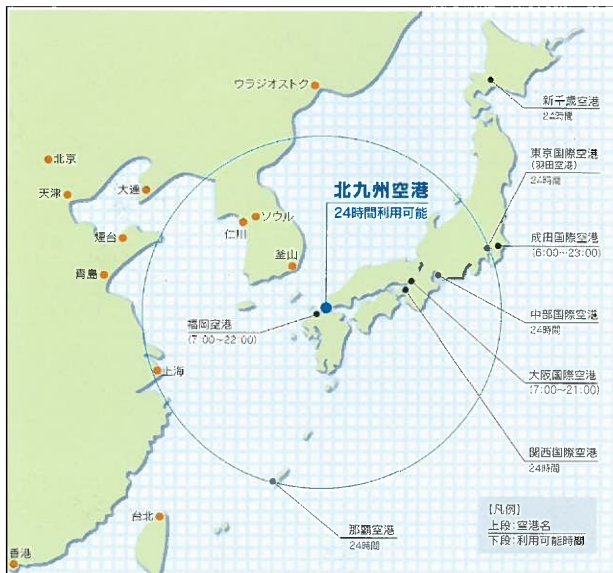 ウラジオストク
新千歳空港
24時間
北京
東京国際空港
(羽田空港)
24時間
天津
大連
北九州空港
24時間利用可能
ソウル
仁川
煙台
成田国際空港
(6:00~23:00)
釜山
青島
中部国際空港
24時間
福岡空港
(7:00~22:00)
上海
大阪国際空港
(7:00~21:00)
関西国際空港
24時間
那覇空港
24時間
【凡例】
上段:空港名
下段:利用可能時間
台北
香港